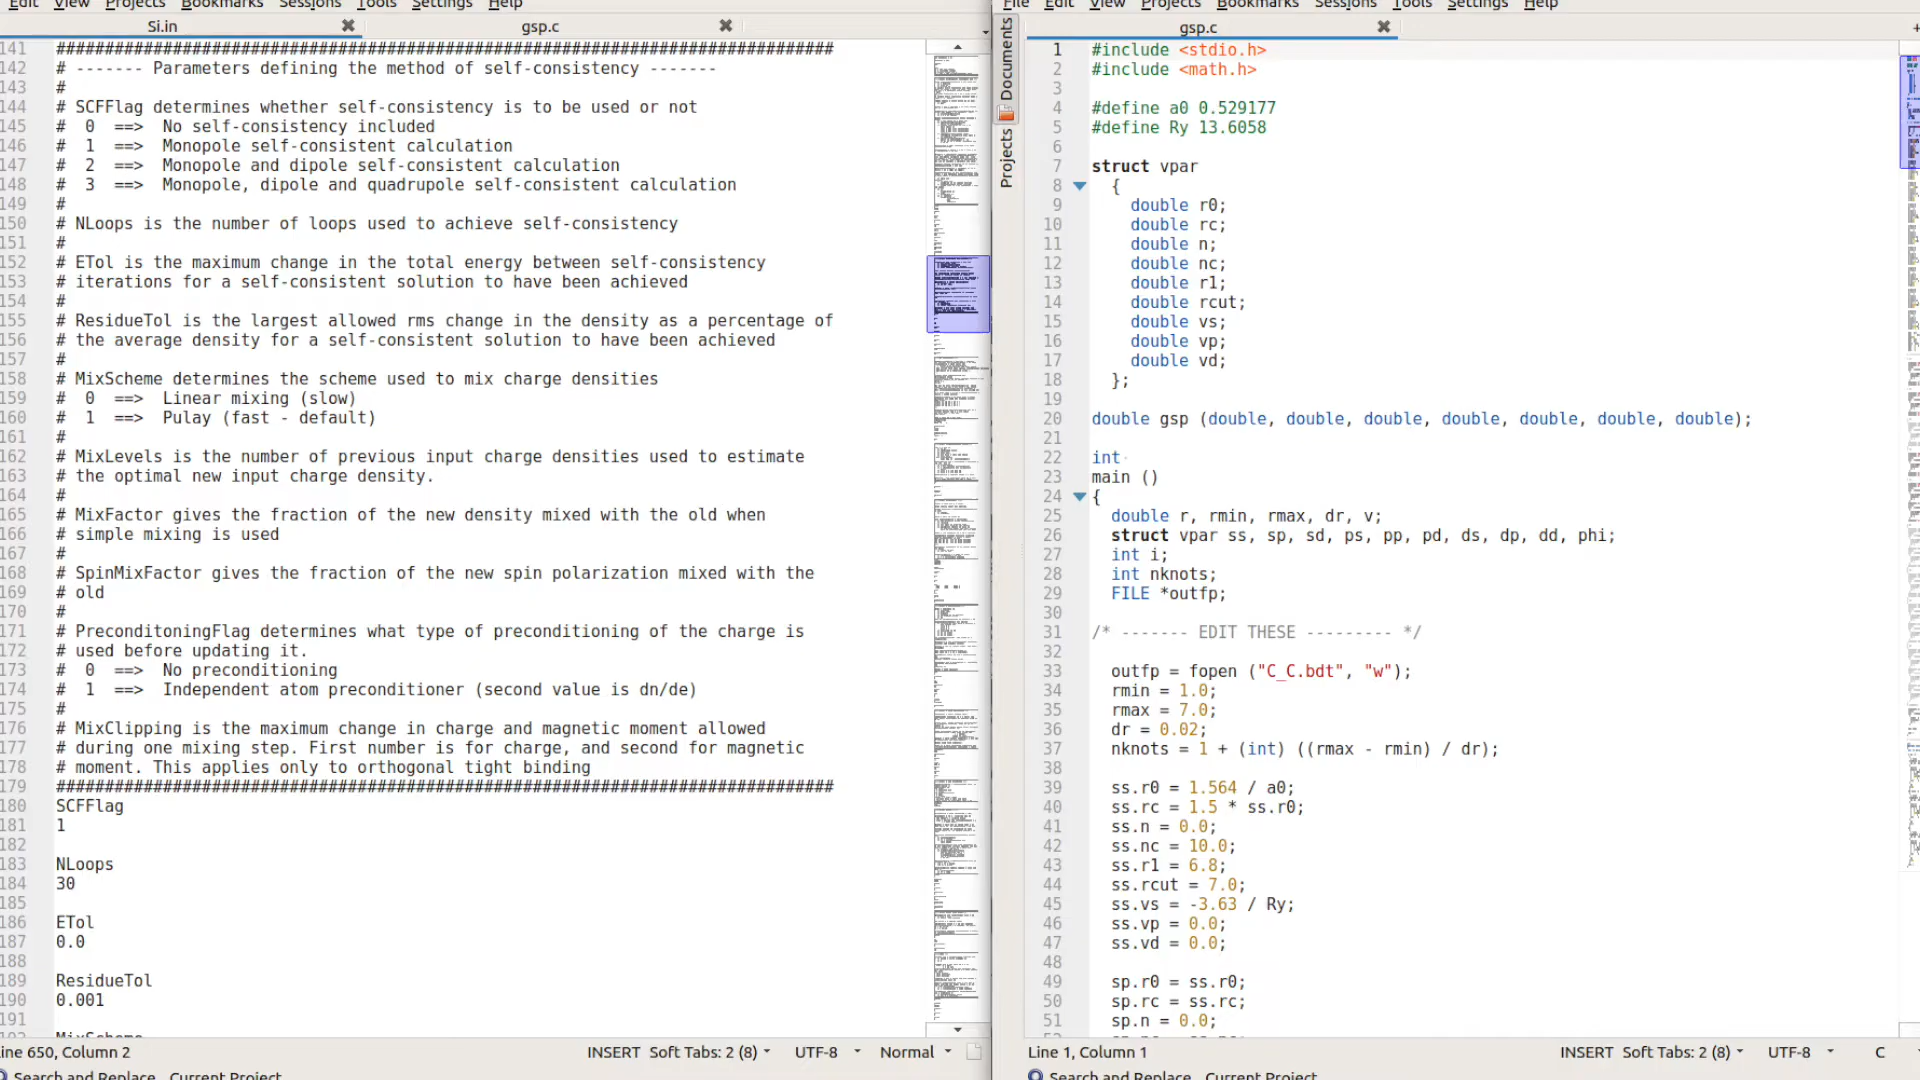 Edit View Projects Bookmarks Sessions Tools Settings Help
Si.in
gsp.c
141 ################################################################################
142 # ------- Parameters defining the method of self-consistency -------
143 #
144 # SCFFlag determines whether self-consistency is to be used or not
145 #  0  ==>  No self-consistency included
146 #  1  ==>  Monopole self-consistent calculation
147 #  2  ==>  Monopole and dipole self-consistent calculation
148 #  3  ==>  Monopole, dipole and quadrupole self-consistent calculation
149 #
150 # NLoops is the number of loops used to achieve self-consistency
151 #
152 # ETol is the maximum change in the total energy between self-consistency
153 # iterations for a self-consistent solution to have been achieved
154 #
155 # ResidueTol is the largest allowed rms change in the density as a percentage of
156 # the average density for a self-consistent solution to have been achieved
157 #
158 # MixScheme determines the scheme used to mix charge densities
159 #  0  ==>  Linear mixing (slow)
160 #  1  ==>  Pulay (fast - default)
161 #
162 # MixLevels is the number of previous input charge densities used to estimate
163 # the optimal new input charge density.
164 #
165 # MixFactor gives the fraction of the new density mixed with the old when
166 # simple mixing is used
167 #
168 # SpinMixFactor gives the fraction of the new spin polarization mixed with the
169 # old
170 #
171 # PreconditoningFlag determines what type of preconditioning of the charge is
172 # used before updating it.
173 #  0  ==>  No preconditioning
174 #  1  ==>  Independent atom preconditioner (second value is dn/de)
175 #
176 # MixClipping is the maximum change in charge and magnetic moment allowed
177 # during one mixing step. First number is for charge, and second for magnetic
178 # moment. This applies only to orthogonal tight binding
179 ################################################################################
180 SCFFlag
181 1
182
183 NLoops
184 30
185
186 ETol
187 0.0
188
189 ResidueTol
190 0.001
191
MixScheme
ine 650, Column 2 INSERT Soft Tabs: 2 (8) UTF-8 Normal
Search and Replace Current Project
File Edit View Projects Bookmarks Sessions Tools Settings Help
gsp.c
Documents
Projects
1 #include <stdio.h>
2 #include <math.h>
3
4 #define a0 0.529177
5 #define Ry 13.6058
6
7 struct vpar
8   {
9     double r0;
10     double rc;
11     double n;
12     double nc;
13     double r1;
14     double rcut;
15     double vs;
16     double vp;
17     double vd;
18   };
19
20 double gsp (double, double, double, double, double, double, double);
21
22 int
23 main ()
24 {
25   double r, rmin, rmax, dr, v;
26   struct vpar ss, sp, sd, ps, pp, pd, ds, dp, dd, phi;
27   int i;
28   int nknots;
29   FILE *outfp;
30
31 /* ------- EDIT THESE --------- */
32
33   outfp = fopen ("C_C.bdt", "w");
34   rmin = 1.0;
35   rmax = 7.0;
36   dr = 0.02;
37   nknots = 1 + (int) ((rmax - rmin) / dr);
38
39   ss.r0 = 1.564 / a0;
40   ss.rc = 1.5 * ss.r0;
41   ss.n = 0.0;
42   ss.nc = 10.0;
43   ss.r1 = 6.8;
44   ss.rcut = 7.0;
45   ss.vs = -3.63 / Ry;
46   ss.vp = 0.0;
47   ss.vd = 0.0;
48
49   sp.r0 = ss.r0;
50   sp.rc = ss.rc;
51   sp.n = 0.0;
Line 1, Column 1 INSERT Soft Tabs: 2 (8) UTF-8 C
Search and Replace Current Project